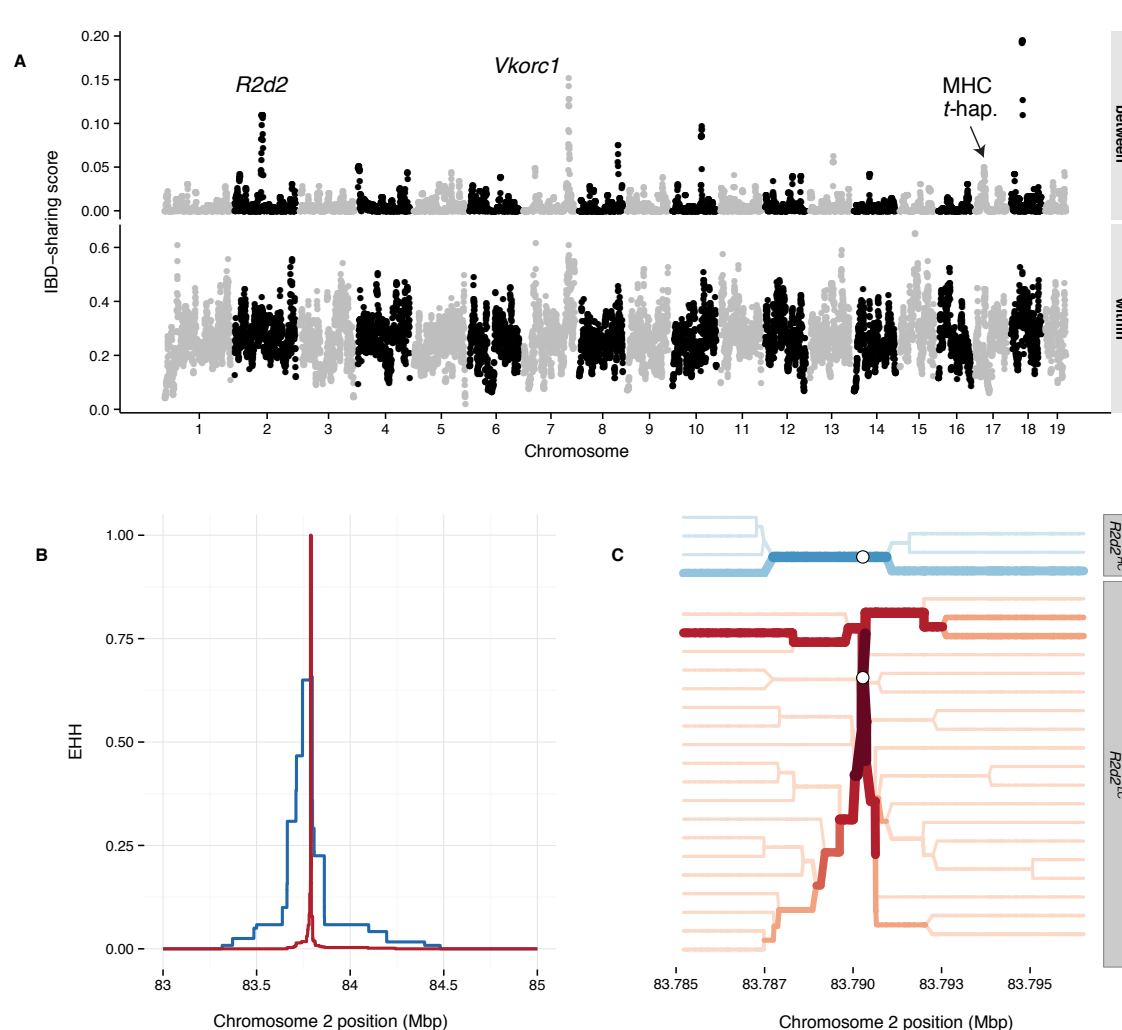 A
IBD−sharing score
0.20
0.15
0.10
0.05
0.00
R2d2
Vkorc1
MHC
t-hap.
between
0.6
0.4
0.2
0.0
within
1 2 3 4 5 6 7 8 9 10 11 12 13 14 15 16 17 18 19
Chromosome
B
EHH
1.00
0.75
0.50
0.25
0.00
83 83.5 84 84.5 85
Chromosome 2 position (Mbp)
C
R2d2HC
R2d2LC
83.785 83.787 83.790 83.793 83.795
Chromosome 2 position (Mbp)